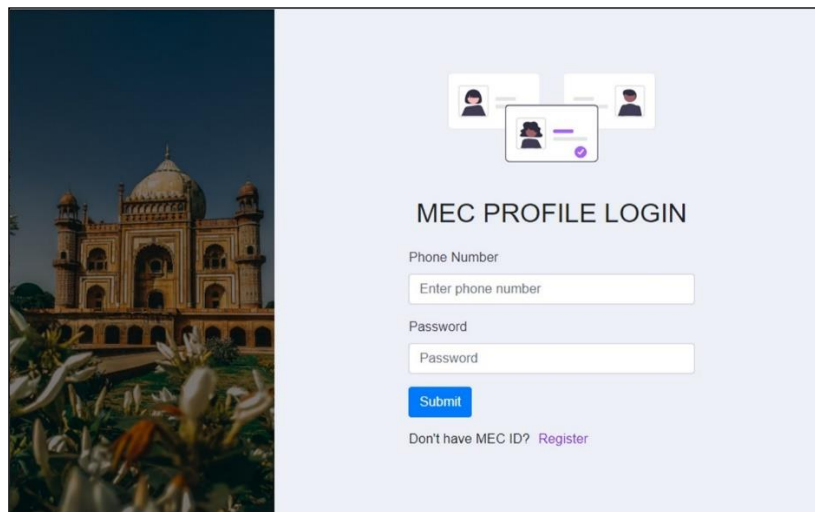 MEC PROFILE LOGIN
Phone Number
Enter phone number
Password
Password
Submit
Don't have MEC ID? Register